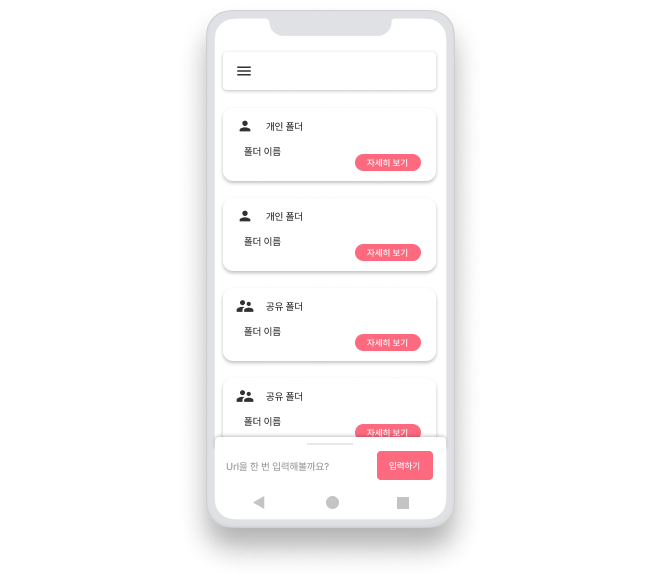 개인 폴더
폴더 이름
자세히 보기
개인 폴더
폴더 이름
자세히 보기
공유 폴더
폴더 이름
자세히 보기
공유 폴더
폴더 이름
자세히 보기
Url을 한 번 입력해볼까요?
입력하기